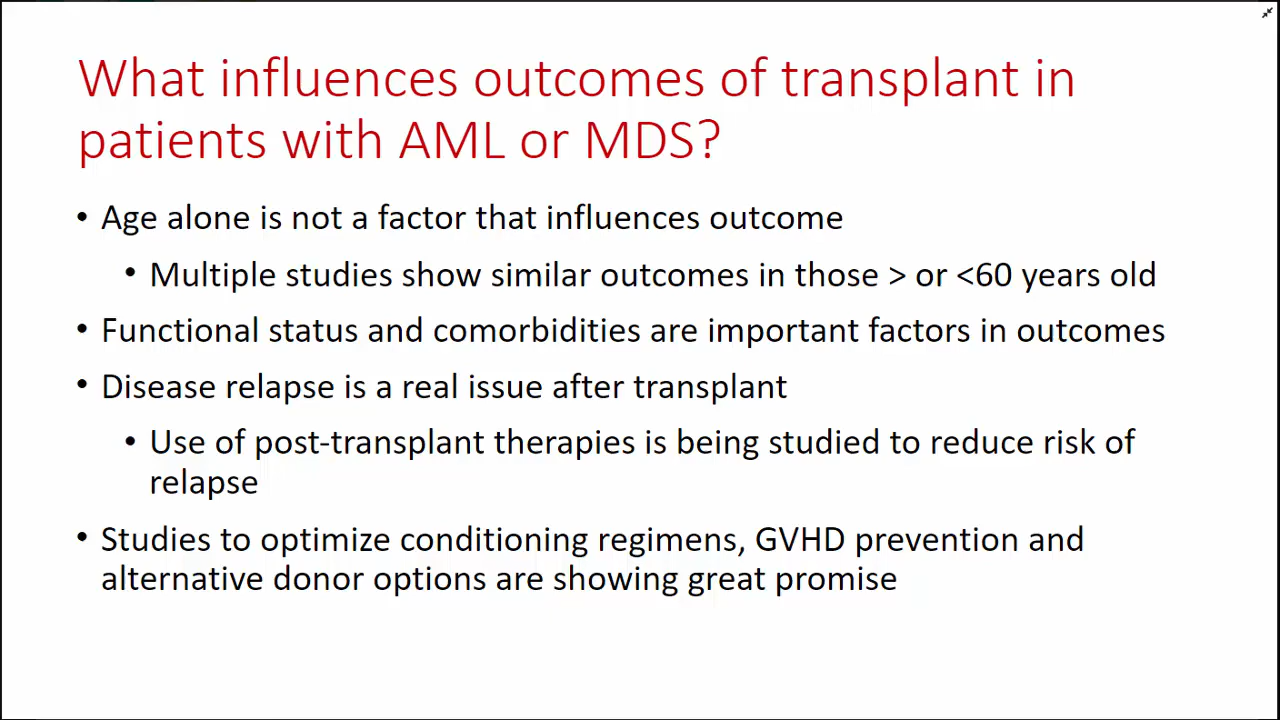 What influences outcomes of transplant in
patients with AML or MDS?
• Age alone is not a factor that influences outcome
• Multiple studies show similar outcomes in those > or <60 years old
• Functional status and comorbidities are important factors in outcomes
• Disease relapse is a real issue after transplant
• Use of post-transplant therapies is being studied to reduce risk of
relapse
• Studies to optimize conditioning regimens, GVHD prevention and
alternative donor options are showing great promise